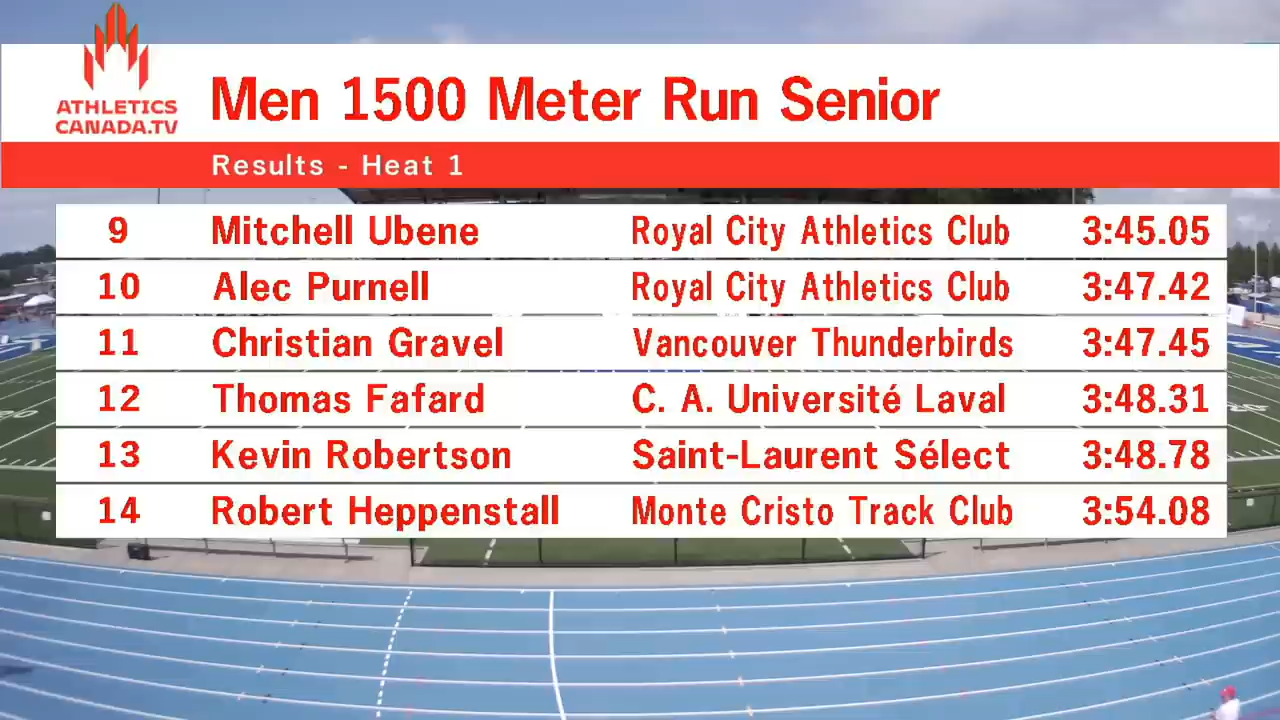 ATHLETICS
CANADA.TV
Men 1500 Meter Run Senior
Results - Heat 1
9 Mitchell Ubene Royal City Athletics Club 3:45.05
10 Alec Purnell Royal City Athletics Club 3:47.42
11 Christian Gravel Vancouver Thunderbirds 3:47.45
12 Thomas Fafard C. A. Université Laval 3:48.31
13 Kevin Robertson Saint-Laurent Sélect 3:48.78
14 Robert Heppenstall Monte Cristo Track Club 3:54.08